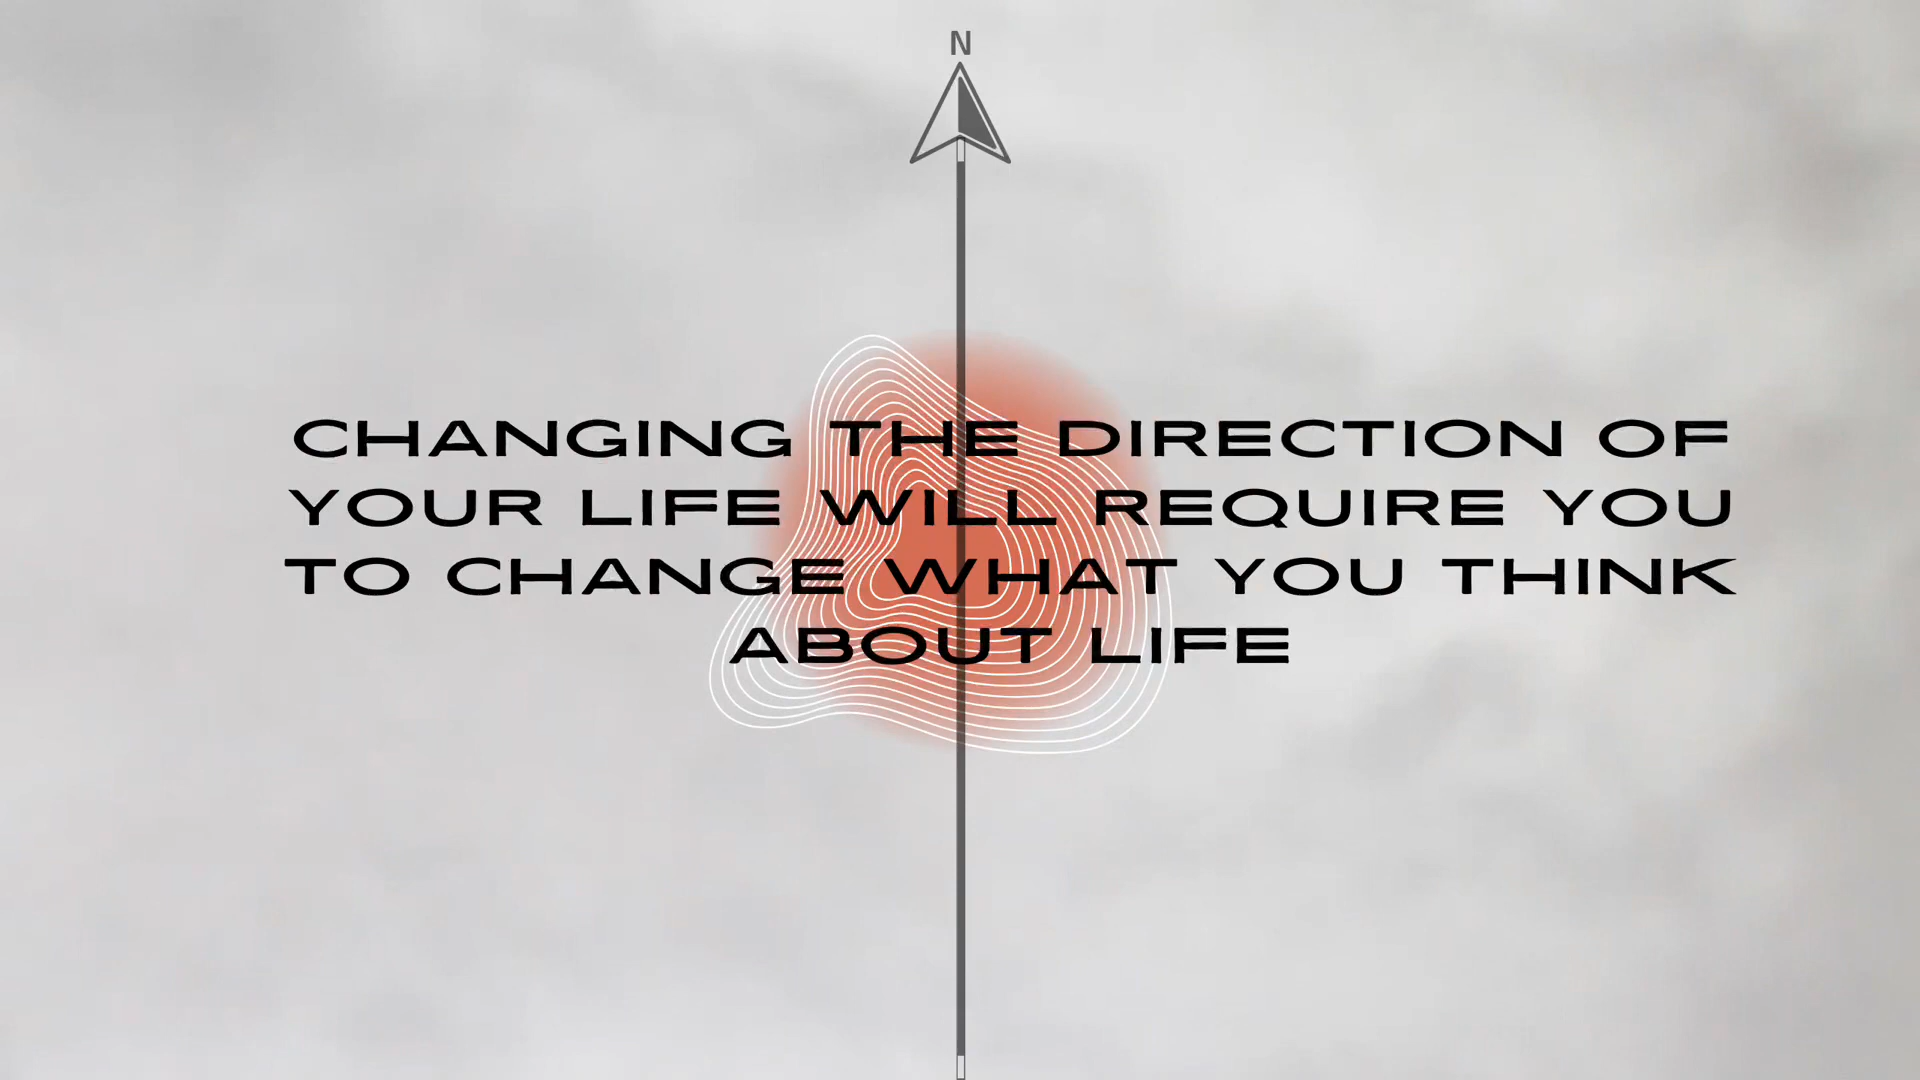 N
CHANGING THE DIRECTION OF
YOUR LIFE WILL REQUIRE YOU
TO CHANGE WHAT YOU THINK
ABOUT LIFE